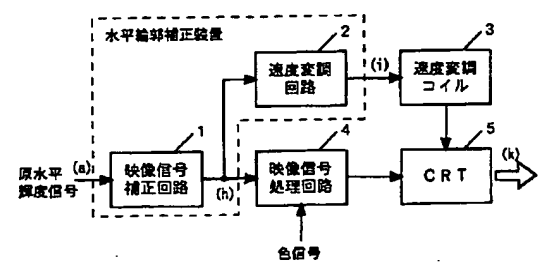 水平輪郭補正装置
2
速度変調
回路
(i)
3
速度変調
コイル
1
原水平
輝度信号
(a)
映像信号
補正回路
(h)
4
映像信号
処理回路
5
CRT
(k)
色信号